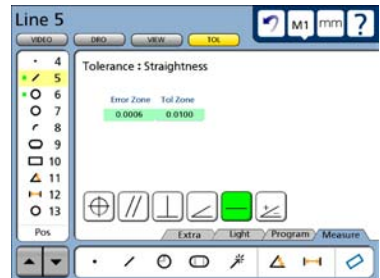 Line 5
M1 mm ?
VIDEO DRO VIEW TOL
4
5
6
7
8
9
10
11
12
13
Pos
Tolerance : Straightness
Error Zone Tol Zone
0.0006 0.0100
Extra Light Program Measure